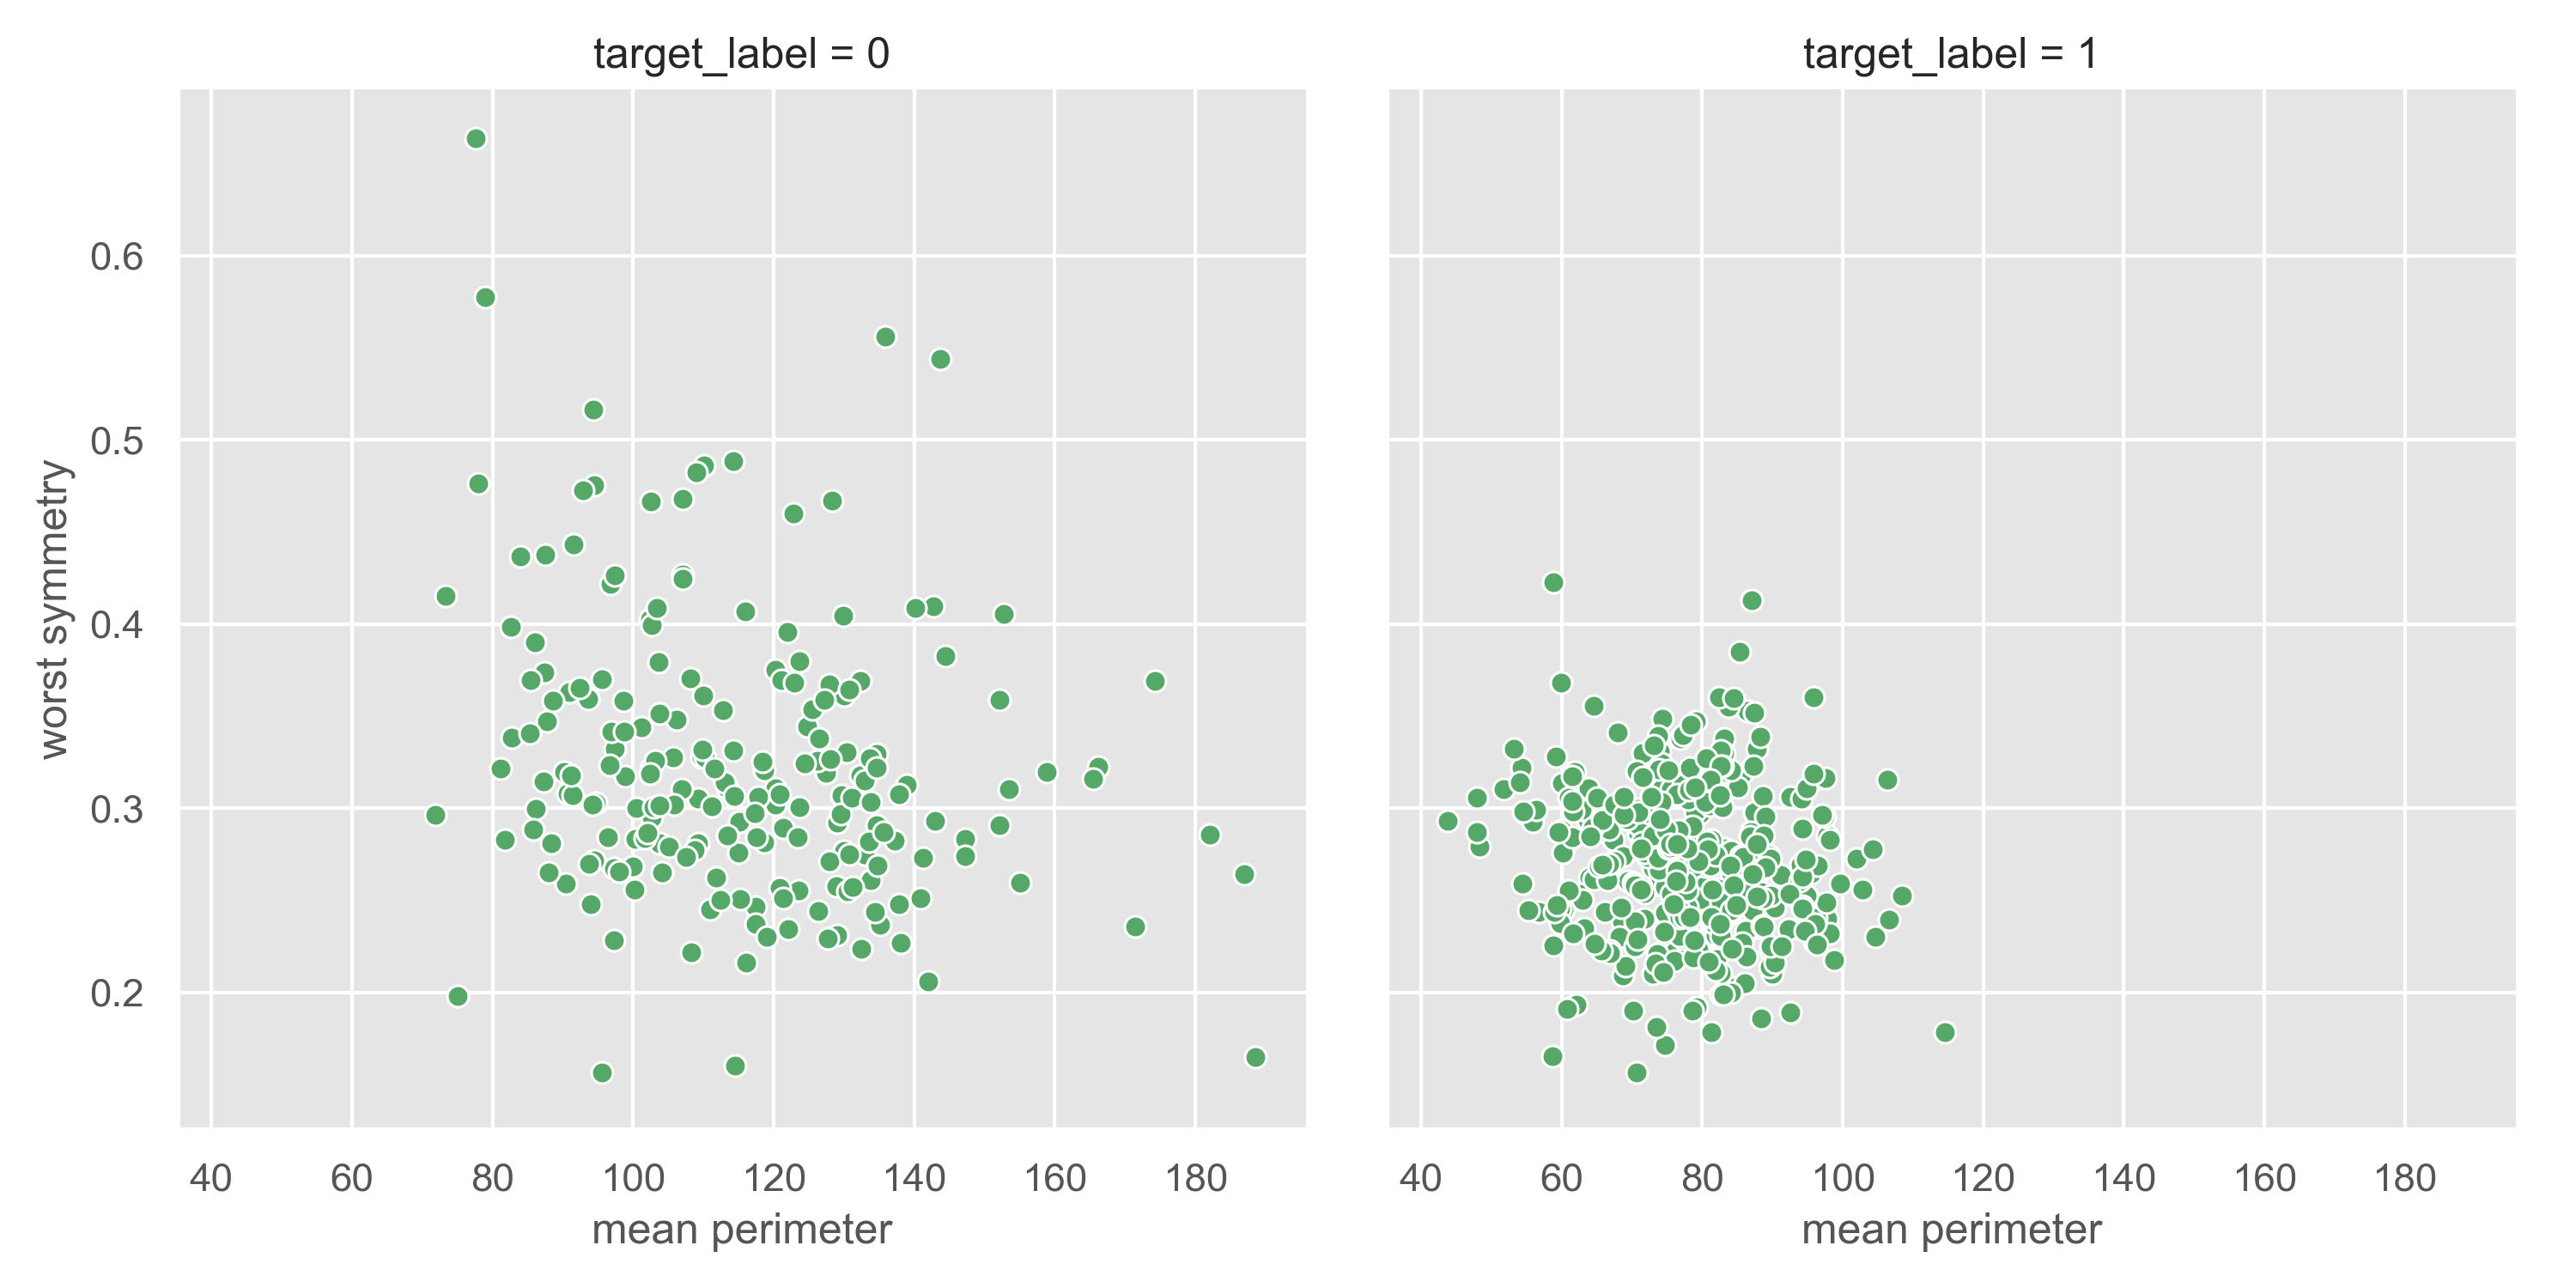 target_label = 0
target_label = 1
worst symmetry
0.6
0.5
0.4
0.3
0.2
40 60 80 100 120 140 160 180
40 60 80 100 120 140 160 180
mean perimeter
mean perimeter